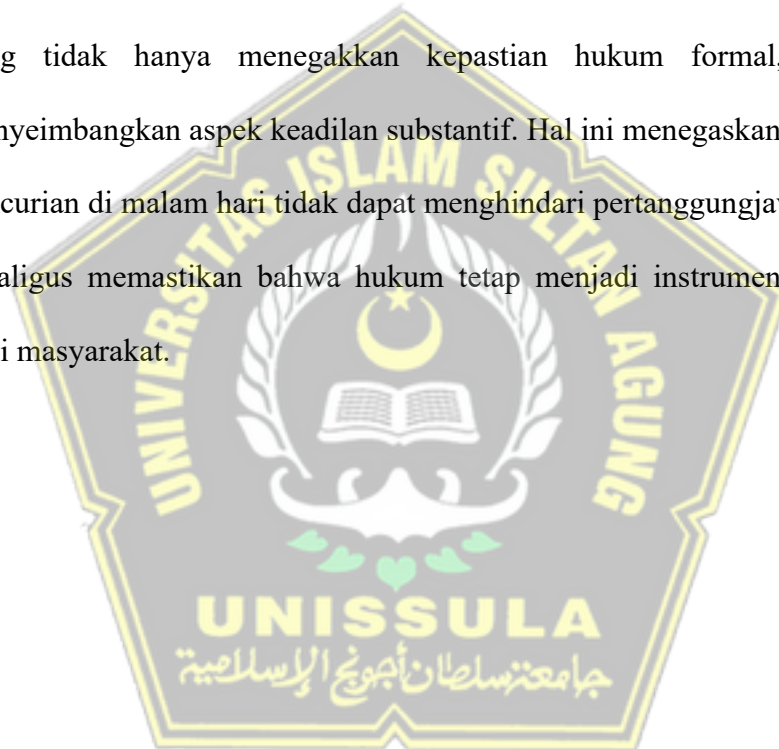 g tidak hanya menegakkan kepastian hukum formal,
nyeimbangkan aspek keadilan substantif. Hal ini menegaskan
curian di malam hari tidak dapat menghindari pertanggungja
aligus memastikan bahwa hukum tetap menjadi instrumen
i masyarakat.
UNIVERSITAS ISLAM SULTAN AGUNG
UNISSULA
جامعة سلطان أجونج الإسلامية